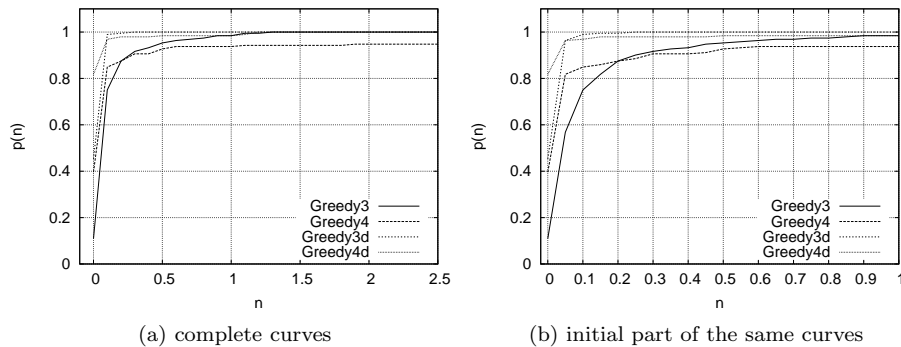 1
0.8
0.6
0.4
0.2
0
p(n)
Greedy3
Greedy4
Greedy3d
Greedy4d
0 0.5 1 1.5 2 2.5
n
(a) complete curves
1
0.8
0.6
0.4
0.2
0
p(n)
Greedy3
Greedy4
Greedy3d
Greedy4d
0 0.1 0.2 0.3 0.4 0.5 0.6 0.7 0.8 0.9 1
n
(b) initial part of the same curves